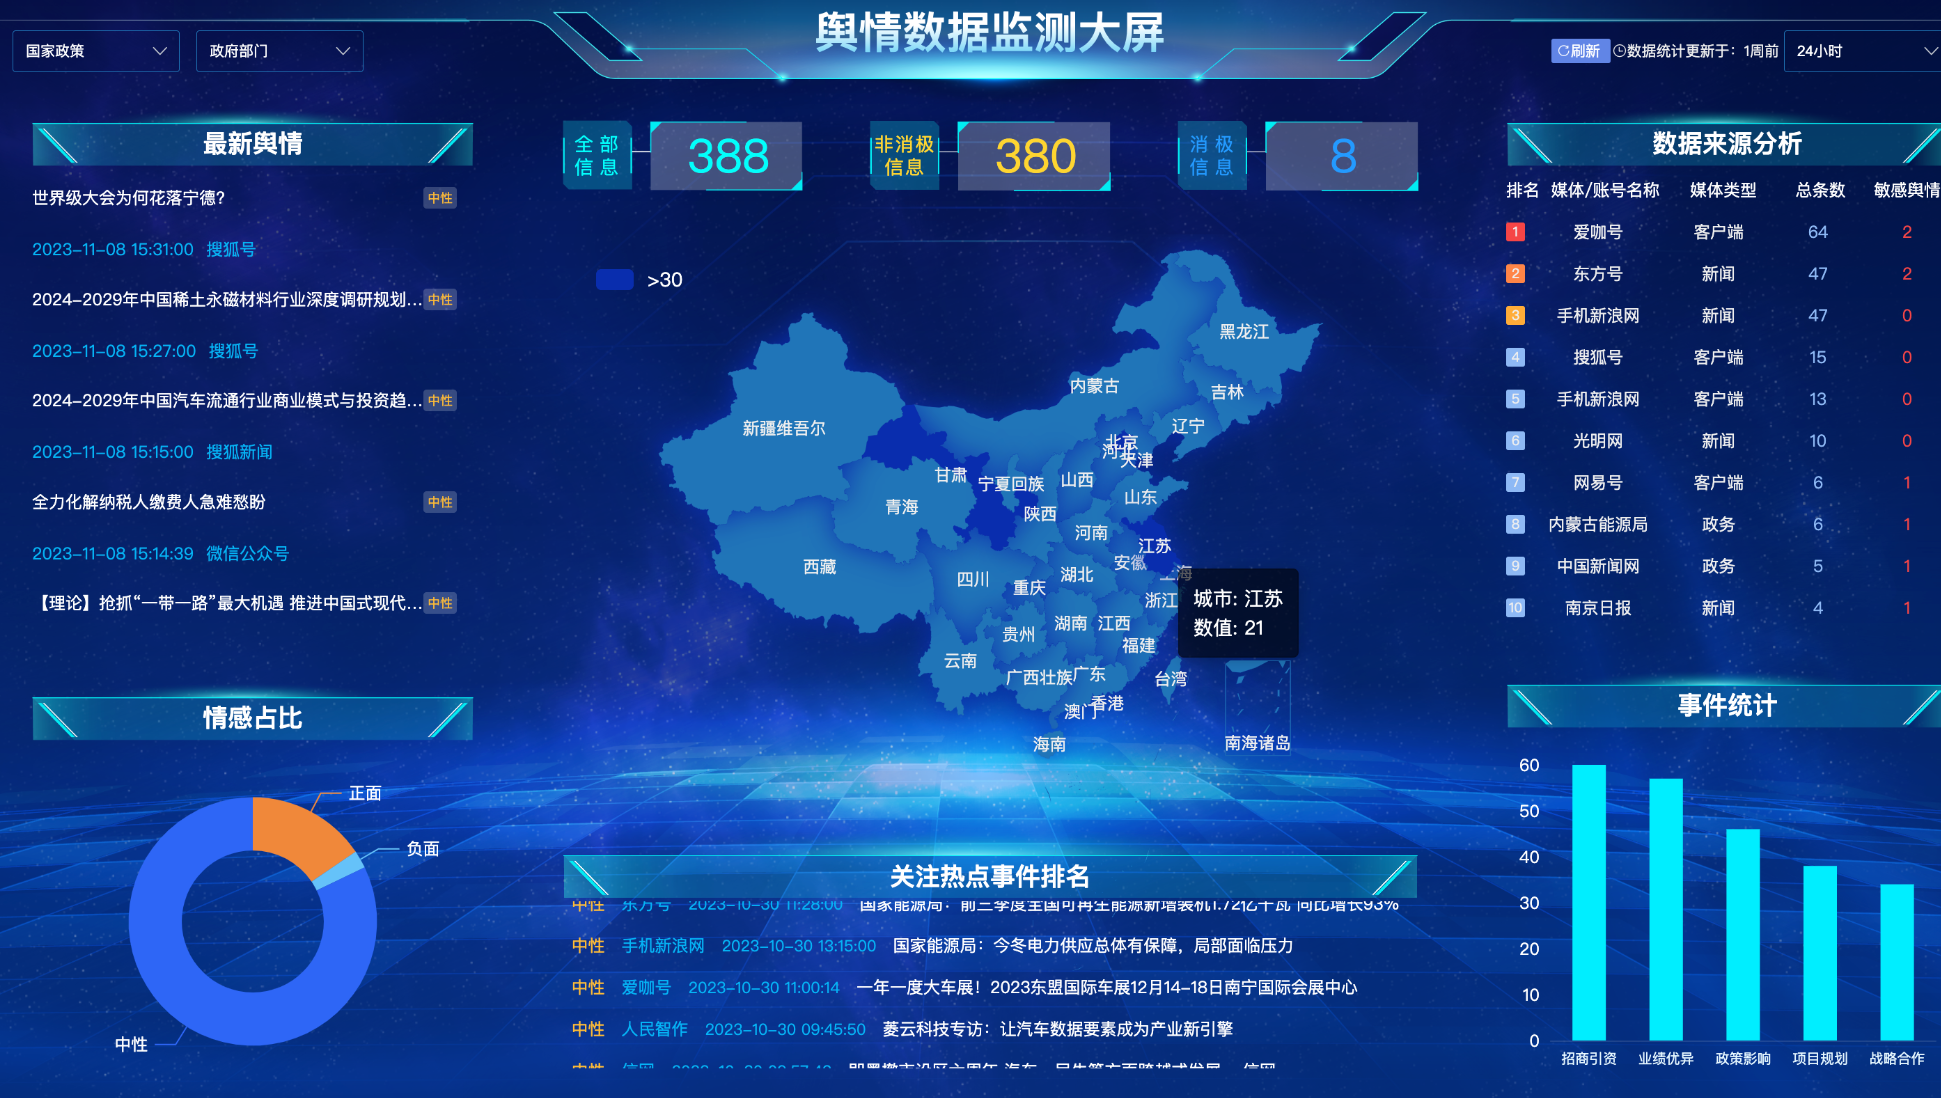 舆情数据监测大屏
国家政策
政府部门
刷新 数据统计更新于：1周前 24小时
最新舆情
世界级大会为何花落宁德? 中性
2023-11-08 15:31:00 搜狐号
2024-2029年中国稀土永磁材料行业深度调研规划... 中性
2023-11-08 15:27:00 搜狐号
2024-2029年中国汽车流通行业商业模式与投资趋... 中性
2023-11-08 15:15:00 搜狐新闻
全力化解纳税人缴费人急难愁盼 中性
2023-11-08 15:14:39 微信公众号
【理论】抢抓“一带一路”最大机遇 推进中国式现代... 中性
情感占比
正面
负面
中性
全部信息 388
非消极信息 380
消极信息 8
>30
黑龙江
内蒙古
吉林
新疆维吾尔
辽宁
北京
河北
天津
甘肃
宁夏回族
山西
山东
青海
陕西
河南
江苏
西藏
安徽
上海
四川
重庆
湖北
浙江
城市: 江苏
数值: 21
湖南
江西
贵州
福建
云南
广西壮族
广东
台湾
香港
澳门
海南
南海诸岛
关注热点事件排名
中性 东方号 2023-10-30 11:28:00 国家能源局：前三季度全国可再生能源新增装机1.72亿千瓦 同比增长93%
中性 手机新浪网 2023-10-30 13:15:00 国家能源局：今冬电力供应总体有保障，局部面临压力
中性 爱咖号 2023-10-30 11:00:14 一年一度大车展！2023东盟国际车展12月14-18日南宁国际会展中心
中性 人民智作 2023-10-30 09:45:50 菱云科技专访：让汽车数据要素成为产业新引擎
中性 信网
数据来源分析
排名 媒体/账号名称 媒体类型 总条数 敏感舆情
1 爱咖号 客户端 64 2
2 东方号 新闻 47 2
3 手机新浪网 新闻 47 0
4 搜狐号 客户端 15 0
5 手机新浪网 客户端 13 0
6 光明网 新闻 10 0
7 网易号 客户端 6 1
8 内蒙古能源局 政务 6 1
9 中国新闻网 政务 5 1
10 南京日报 新闻 4 1
事件统计
60
50
40
30
20
10
0
招商引资 业绩优异 政策影响 项目规划 战略合作